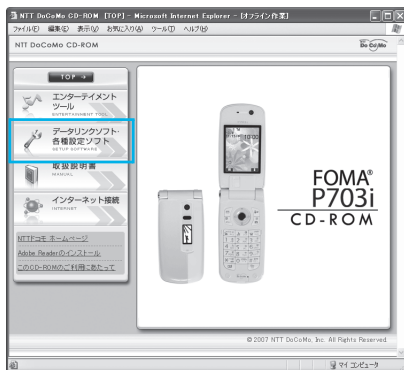 NTT DoCoMo CD-ROM [TOP] - Microsoft Internet Explorer - [オフライン作業]
ファイル(F) 編集(E) 表示(V) お気に入り(A) ツール(T) ヘルプ(H)
NTT DoCoMo CD-ROM
DoCoMo
TOP
エンターテイメント
ツール
ENTERTAINMENT TOOL
データリンクソフト・
各種設定ソフト
SETUP SOFTWARE
取扱説明書
MANUAL
インターネット接続
INTERNET
NTTドコモ ホームページ
Adobe Readerのインストール
このCD-ROMのご利用にあたって
FOMA®
P703i
CD-ROM
© 2007 NTT DoCoMo, Inc. All Rights Reserved.
マイ コンピュータ